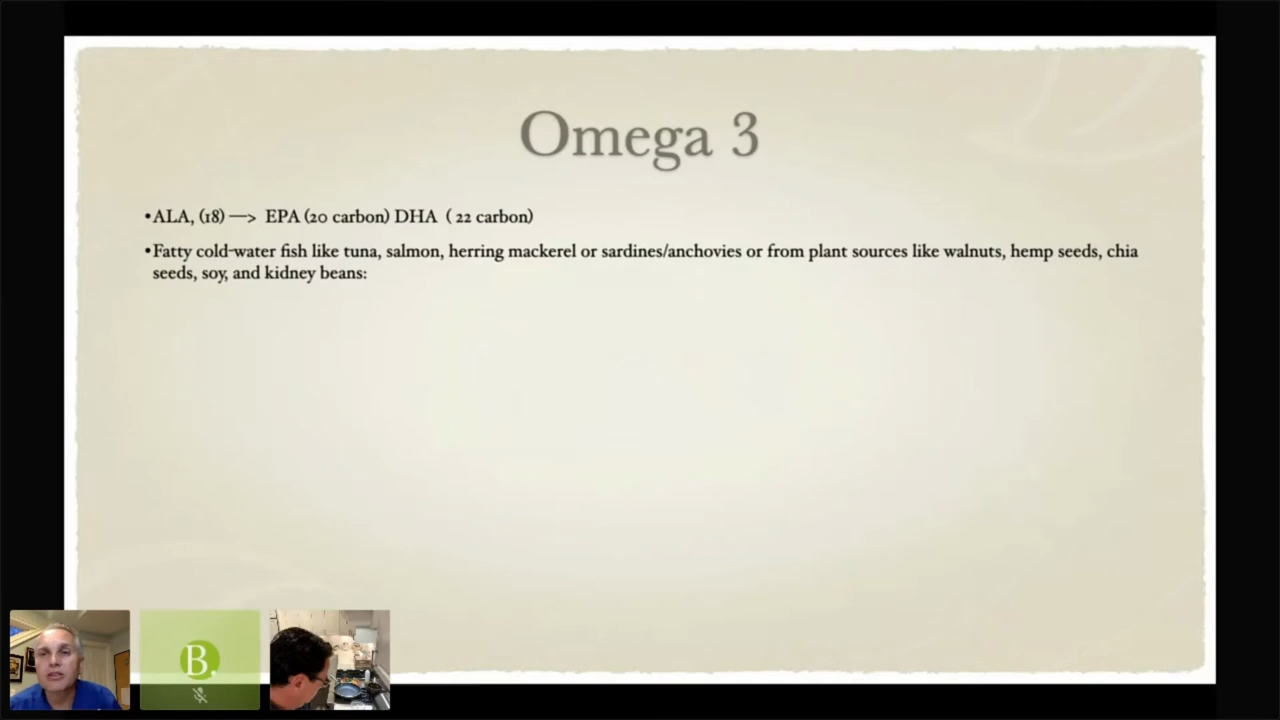 Omega 3
•ALA, (18) —> EPA (20 carbon) DHA ( 22 carbon)
•Fatty cold-water fish like tuna, salmon, herring mackerel or sardines/anchovies or from plant sources like walnuts, hemp seeds, chia
seeds, soy, and kidney beans:
B.